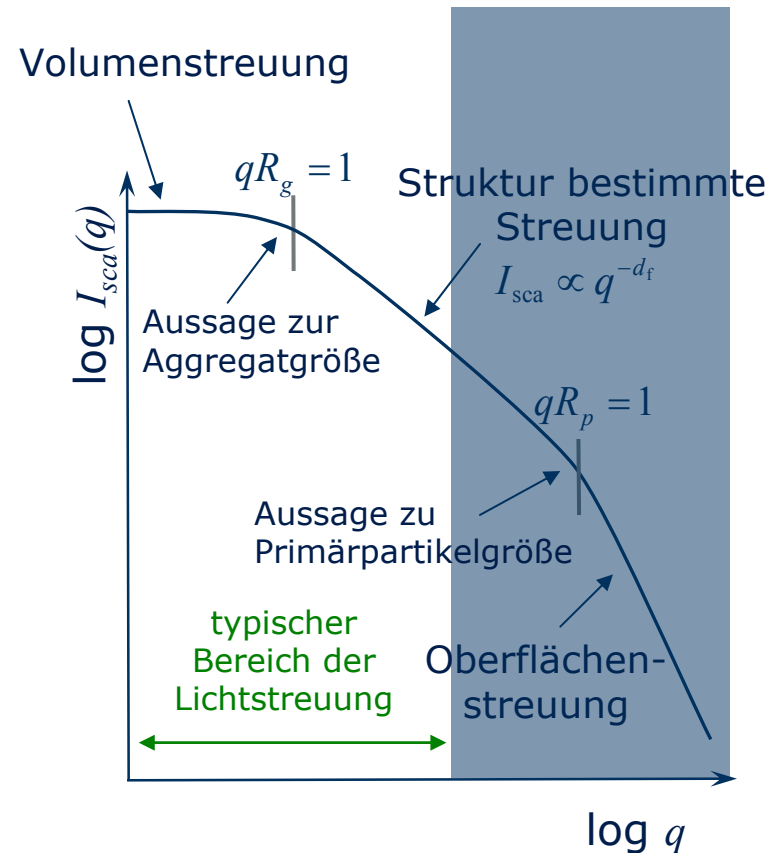 Volumenstreuung
qR_g = 1
Struktur bestimmte
Streuung
I_sca ∝ q^(-d_f)
log I_sca(q)
Aussage zur
Aggregatgröße
qR_p = 1
Aussage zu
Primärpartikelgröße
typischer
Bereich der
Lichtstreuung
Oberflächen-
streuung
log q